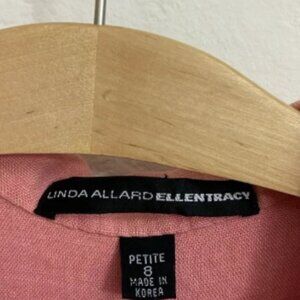 LINDA ALLARD ELLEN TRACY
PETITE
8
MADE IN
KOREA